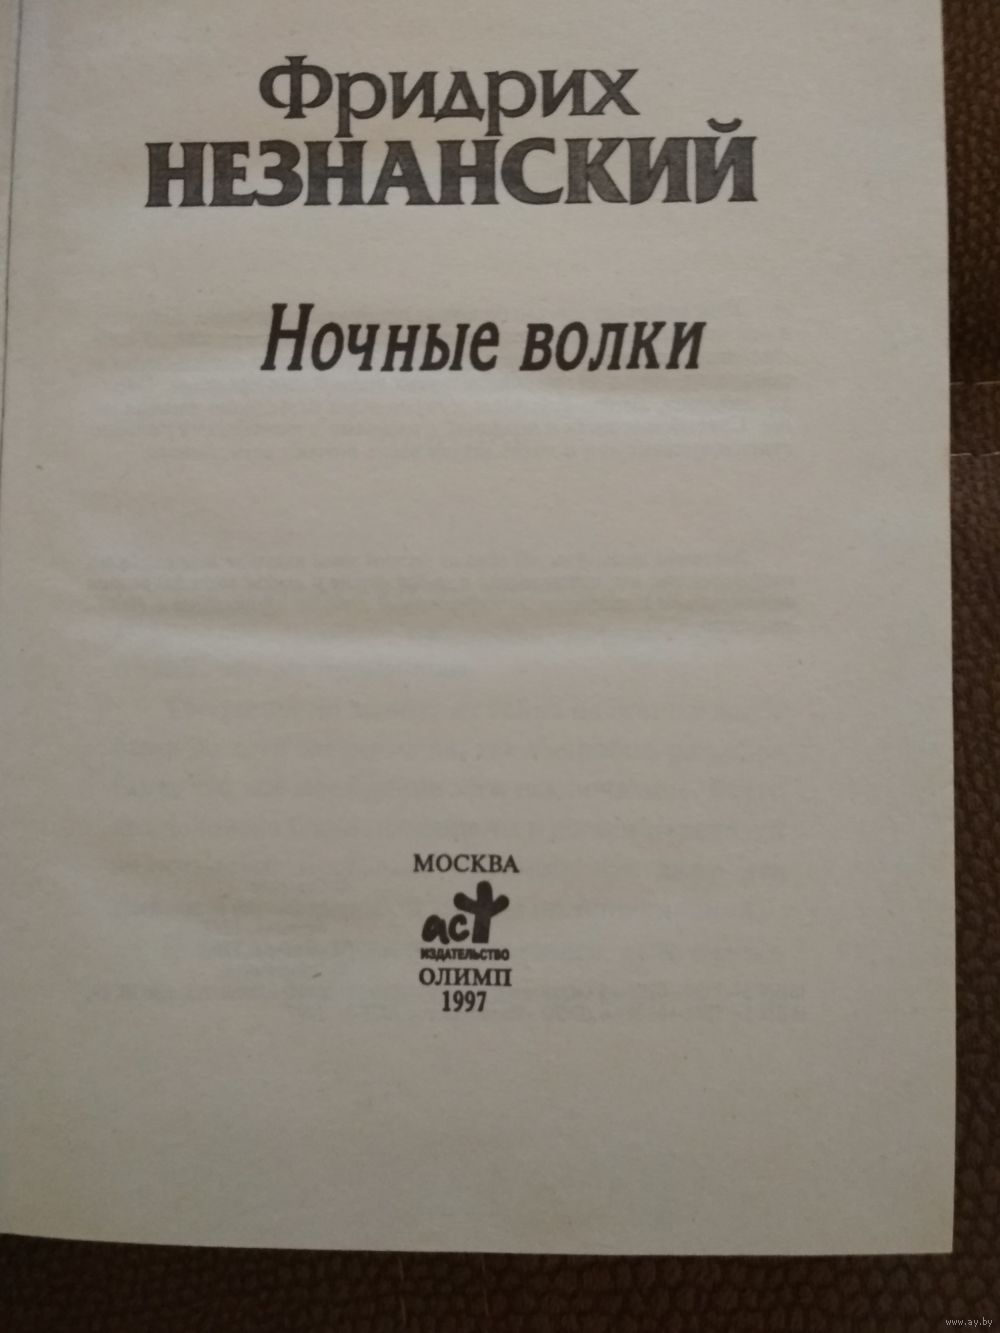 Фридрих
НЕЗНАНСКИЙ
Ночные волки
МОСКВА
аст
ИЗДАТЕЛЬСТВО
ОЛИМП
1997
www.ay.by